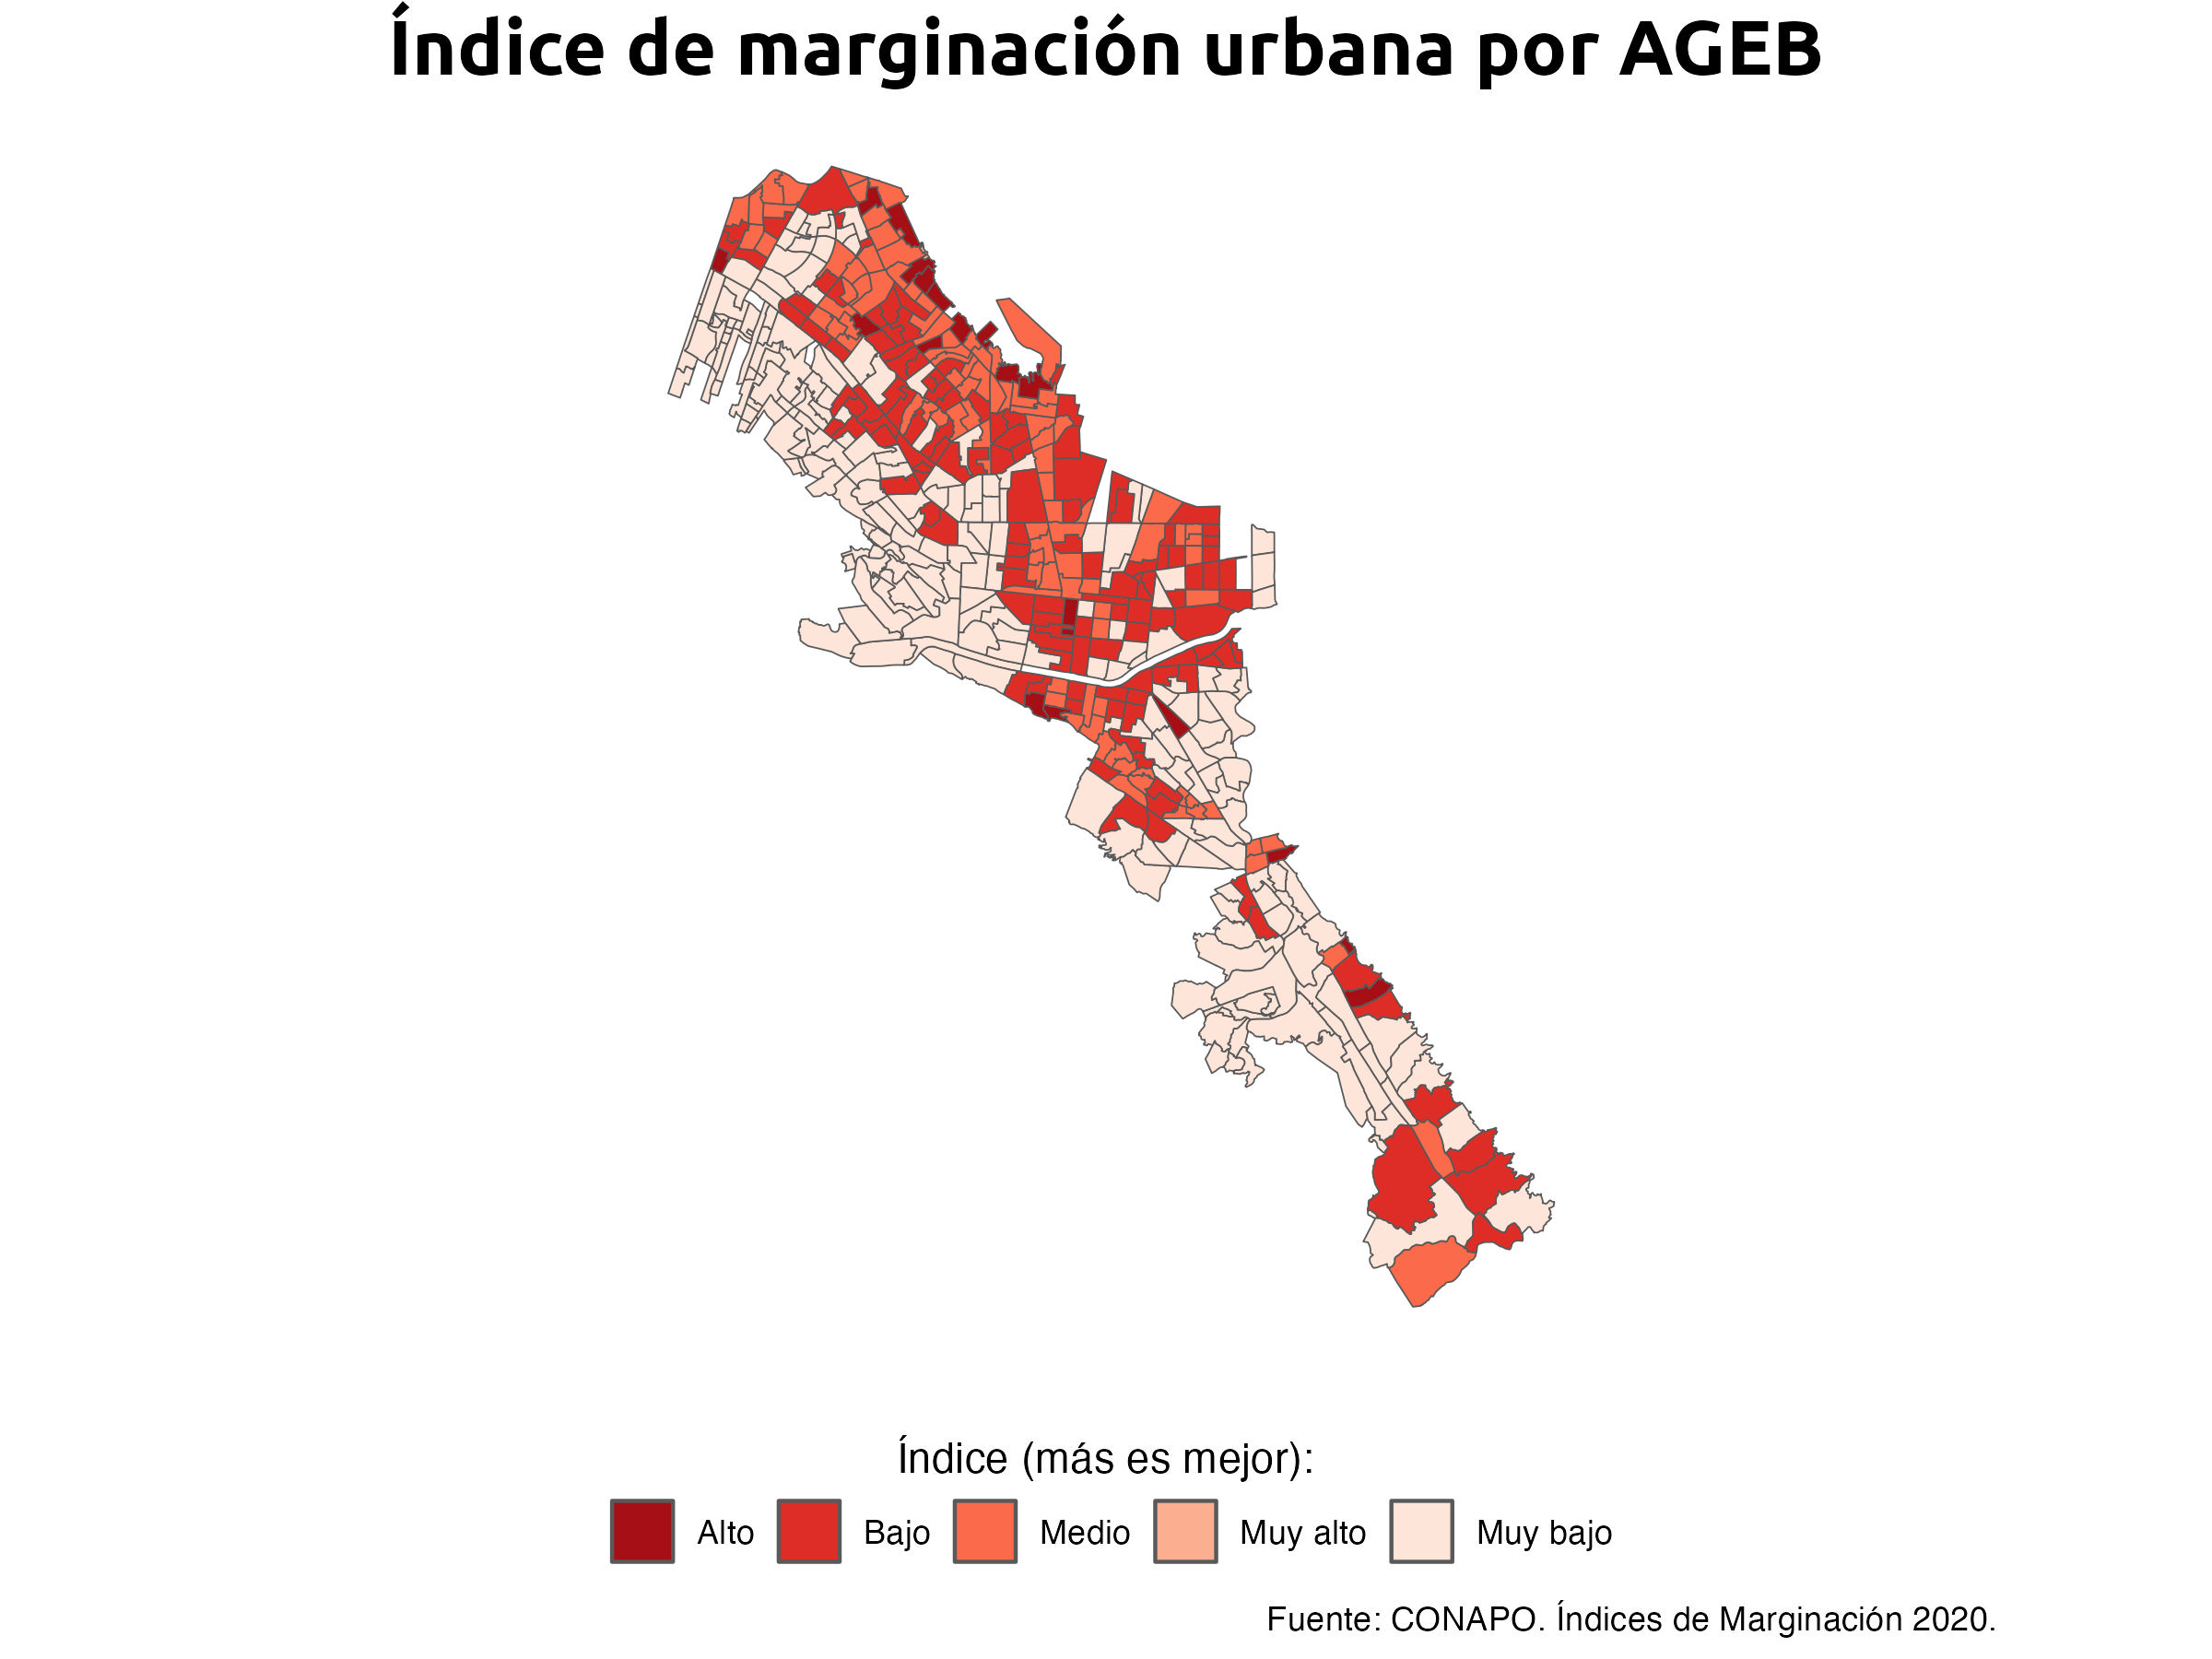 Índice de marginación urbana por AGEB
Índice (más es mejor):
Alto Bajo Medio Muy alto Muy bajo
Fuente: CONAPO. Índices de Marginación 2020.